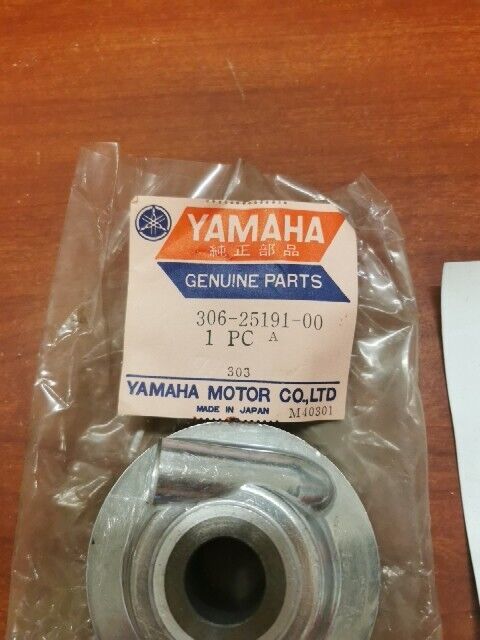 YAMAHA
純正部品
GENUINE PARTS
306-25191-00
1 PC A
303
YAMAHA MOTOR CO.,LTD
MADE IN JAPAN M40301